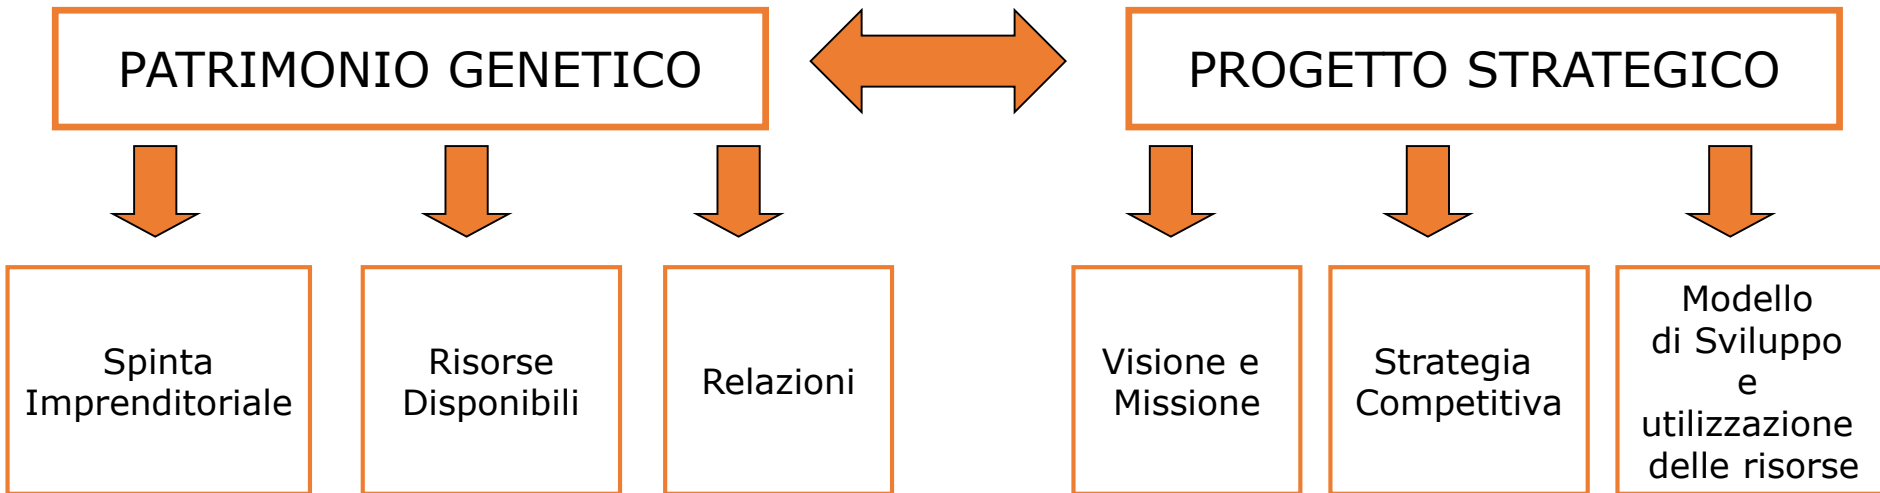 PATRIMONIO GENETICO
PROGETTO STRATEGICO
Spinta
Imprenditoriale
Risorse
Disponibili
Relazioni
Visione e
Missione
Strategia
Competitiva
Modello
di Sviluppo
e
utilizzazione
delle risorse